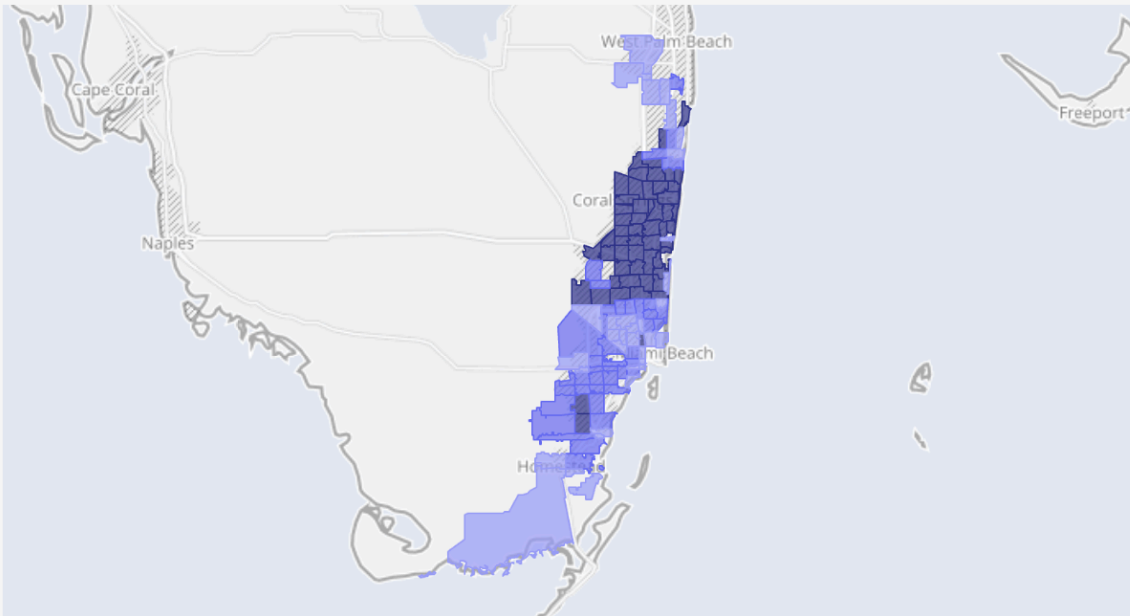 West Palm Beach
Cape Coral
Freeport
Coral
Naples
mi Beach
Homestead